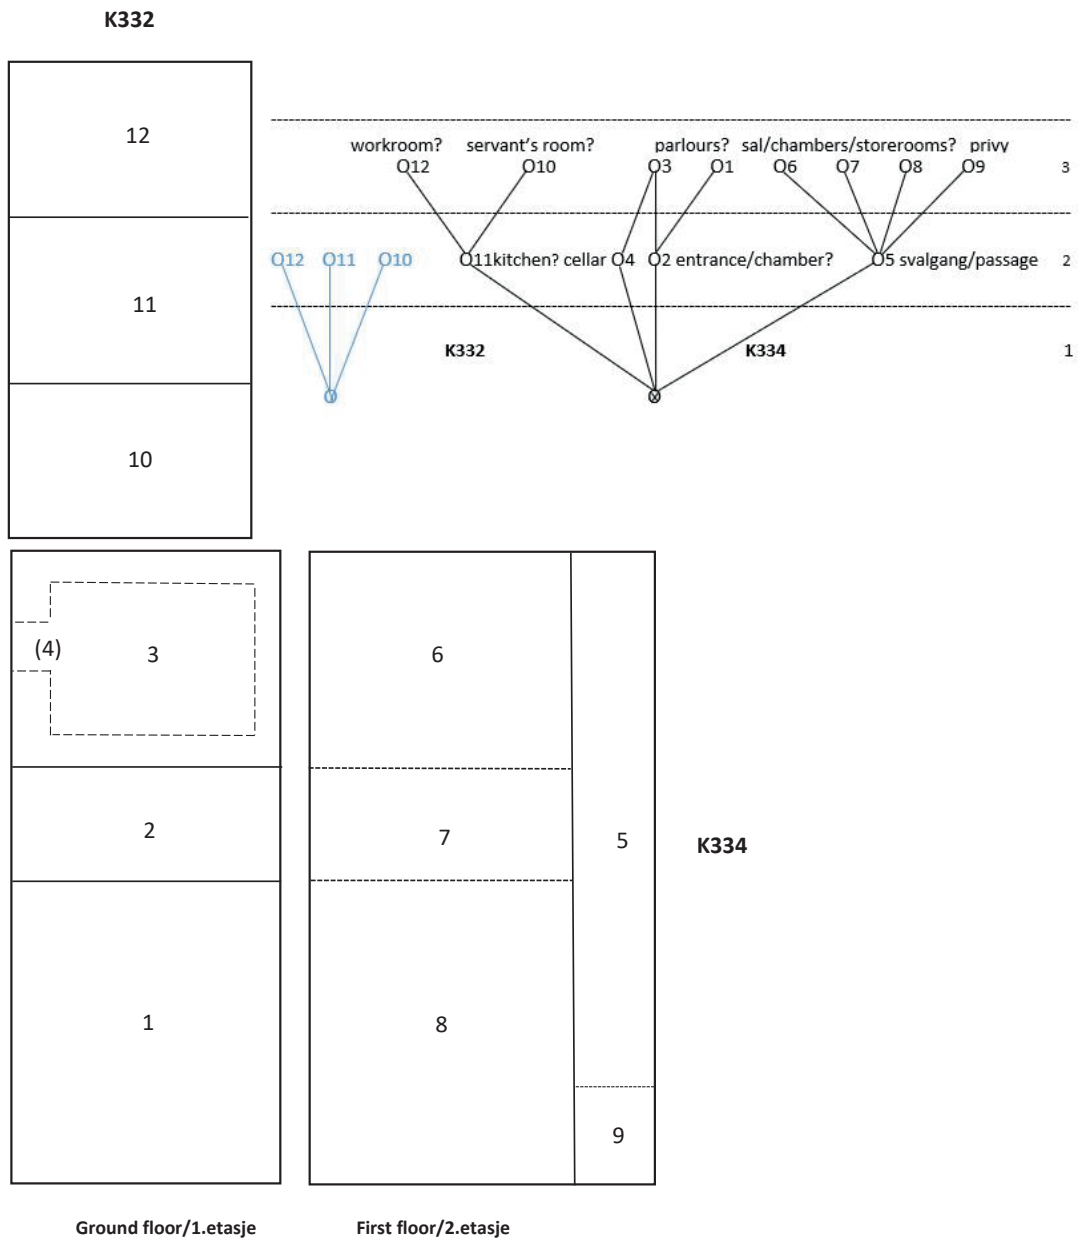 K332
12
11
10
workroom? servant's room? parlours? sal/chambers/storerooms? privy
O12 O10 O3 O1 O6 O7 O8 O9 3
O12 O11 O10 O11kitchen? cellar O4 O2 entrance/chamber? O5 svalgang/passage 2
K332 K334 1
(4) 3
2
1
6
7
8
5
9
K334
Ground floor/1.etasje First floor/2.etasje